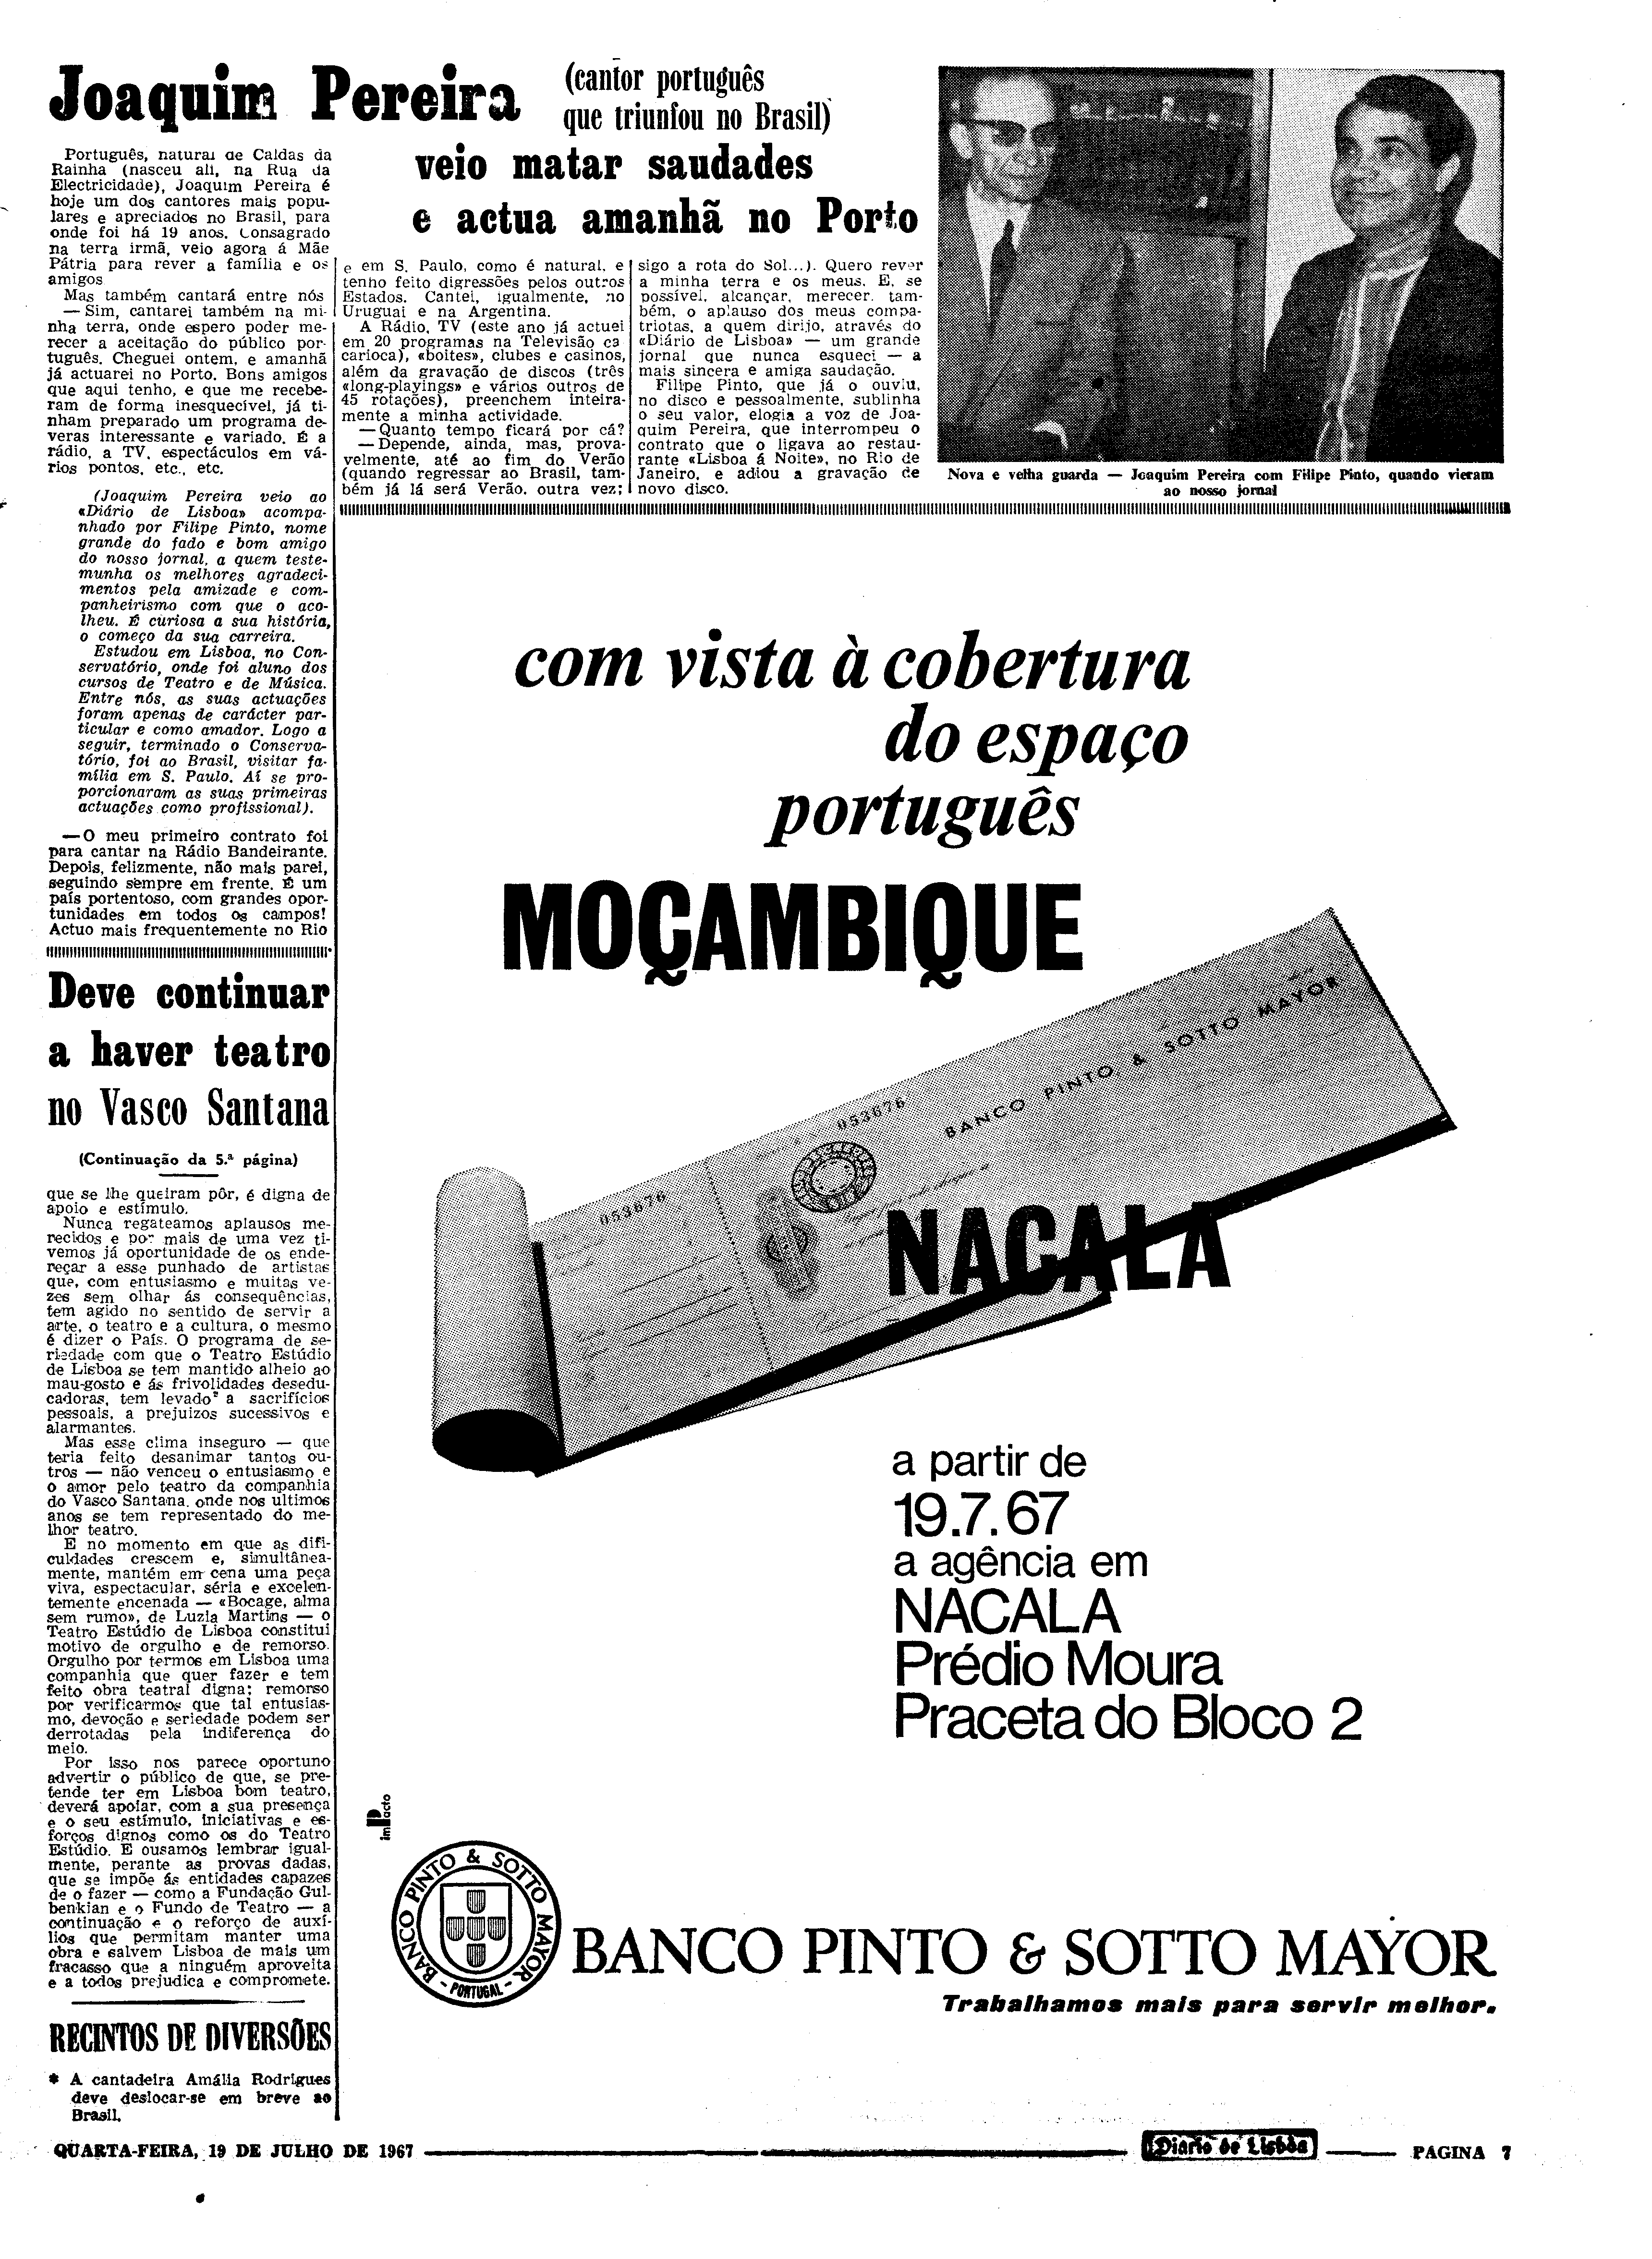 Joaquim Pereira
(cantor português
que triunfou no Brasil)
veio matar saudades
e actua amanhã no Porto
Português, natural de Caldas da
Rainha (nasceu ali, na Rua da
Electricidade), Joaquim Pereira é
hoje um dos cantores mais popu-
lares e apreciados no Brasil, para
onde foi há 19 anos. Consagrado
na terra irmã, veio agora á Mãe
Pátria para rever a família e os
amigos
Mas também cantará entre nós
— Sim, cantarei também na mi-
nha terra, onde espero poder me-
recer a aceitação do público por-
tuguês. Cheguei ontem, e amanhã
já actuarei no Porto. Bons amigos
que aqui tenho, e que me recebe-
ram de forma inesquecível, já ti-
nham preparado um programa de-
veras interessante e variado. É a
rádio, a TV, espectáculos em vá-
rios pontos, etc., etc.
(Joaquim Pereira veio ao
«Diário de Lisboa» acompa-
nhado por Filipe Pinto, nome
grande do fado e bom amigo
do nosso jornal, a quem teste-
munha os melhores agradeci-
mentos pela amizade e com-
panheirismo com que o aco-
lheu. É curiosa a sua história,
o começo da sua carreira.
Estudou em Lisboa, no Con-
servatório, onde foi aluno dos
cursos de Teatro e de Música.
Entre nós, as suas actuações
foram apenas de carácter par-
ticular e como amador. Logo a
seguir, terminado o Conserva-
tório, foi ao Brasil, visitar fa-
mília em S. Paulo. Aí se pro-
porcionaram as suas primeiras
actuações como profissional).
— O meu primeiro contrato foi
para cantar na Rádio Bandeirante.
Depois, felizmente, não mais parei,
seguindo sempre em frente. É um
país portentoso, com grandes opor-
tunidades em todos os campos!
Actuo mais frequentemente no Rio
e em S. Paulo, como é natural, e
tenho feito digressões pelos outros
Estados. Cantei, igualmente, no
Uruguai e na Argentina.
A Rádio, TV (este ano já actuei
em 20 programas na Televisão ca
carioca), «boites», clubes e casinos,
além da gravação de discos (três
«long-playings» e vários outros de
45 rotações), preenchem inteira-
mente a minha actividade.
— Quanto tempo ficará por cá?
— Depende, ainda, mas, prova-
velmente, até ao fim do Verão
(quando regressar ao Brasil, tam-
bém já lá será Verão, outra vez;
sigo a rota do Sol...). Quero rever
a minha terra e os meus. E, se
possível, alcançar, merecer, tam-
bém, o aplauso dos meus compa-
triotas, a quem dirijo, através do
«Diário de Lisboa» — um grande
jornal que nunca esqueci — a
mais sincera e amiga saudação.
Filipe Pinto, que já o ouviu,
no disco e pessoalmente, sublinha
o seu valor, elogia a voz de Joa-
quim Pereira, que interrompeu o
contrato que o ligava ao restau-
rante «Lisboa á Noite», no Rio de
Janeiro, e adiou a gravação de
novo disco.
Nova e velha guarda — Joaquim Pereira com Filipe Pinto, quando vieram
ao nosso jornal
Deve continuar
a haver teatro
no Vasco Santana
(Continuação da 5.ª página)
que se lhe queiram pôr, é digna de
apoio e estímulo.
Nunca regateamos aplausos me-
recidos e por mais de uma vez ti-
vemos já oportunidade de os ende-
reçar a esse punhado de artistas
que, com entusiasmo e muitas ve-
zes sem olhar ás consequências,
tem agido no sentido de servir a
arte, o teatro e a cultura, o mesmo
é dizer o País. O programa de se-
riedade com que o Teatro Estúdio
de Lisboa se tem mantido alheio ao
mau-gosto e ás frivolidades desedu-
cadoras, tem levado a sacrifícios
pessoais, a prejuizos sucessivos e
alarmantes.
Mas esse clima inseguro — que
teria feito desanimar tantos ou-
tros — não venceu o entusiasmo e
o amor pelo teatro da companhia
do Vasco Santana, onde nos ultimos
anos se tem representado do me-
lhor teatro.
E no momento em que as difi-
culdades crescem e, simultânea-
mente, mantém em cena uma peça
viva, espectacular, séria e excelen-
temente encenada — «Bocage, alma
sem rumo», de Luzia Martins — o
Teatro Estúdio de Lisboa constitui
motivo de orgulho e de remorso.
Orgulho por termos em Lisboa uma
companhia que quer fazer e tem
feito obra teatral digna; remorso
por verificarmos que tal entusias-
mo, devoção e seriedade podem ser
derrotadas pela indiferença do
meio.
Por isso nos parece oportuno
advertir o público de que, se pre-
tende ter em Lisboa bom teatro,
deverá apoiar, com a sua presença
e o seu estímulo, iniciativas e es-
forços dignos como os do Teatro
Estúdio. E ousamos lembrar igual-
mente, perante as provas dadas,
que se impõe ás entidades capazes
de o fazer — como a Fundação Gul-
benkian e o Fundo de Teatro — a
continuação e o reforço de auxí-
lios que permitam manter uma
obra e salvem Lisboa de mais um
fracasso que a ninguém aproveita
e a todos prejudica e compromete.
RECINTOS DE DIVERSÕES
* A cantadeira Amália Rodrigues
deve deslocar-se em breve ao
Brasil.
com vista à cobertura
do espaço
português
MOÇAMBIQUE
BANCO PINTO & SOTTO MAYOR
053676
053676
NACALA
a partir de
19.7.67
a agência em
NACALA
Prédio Moura
Praceta do Bloco 2
imPacto
BANCO PINTO & SOTTO MAYOR
- PORTUGAL -
BANCO PINTO & SOTTO MAYOR
Trabalhamos mais para servir melhor.
QUARTA-FEIRA, 19 DE JULHO DE 1967
Diário de Lisboa
PÁGINA 7